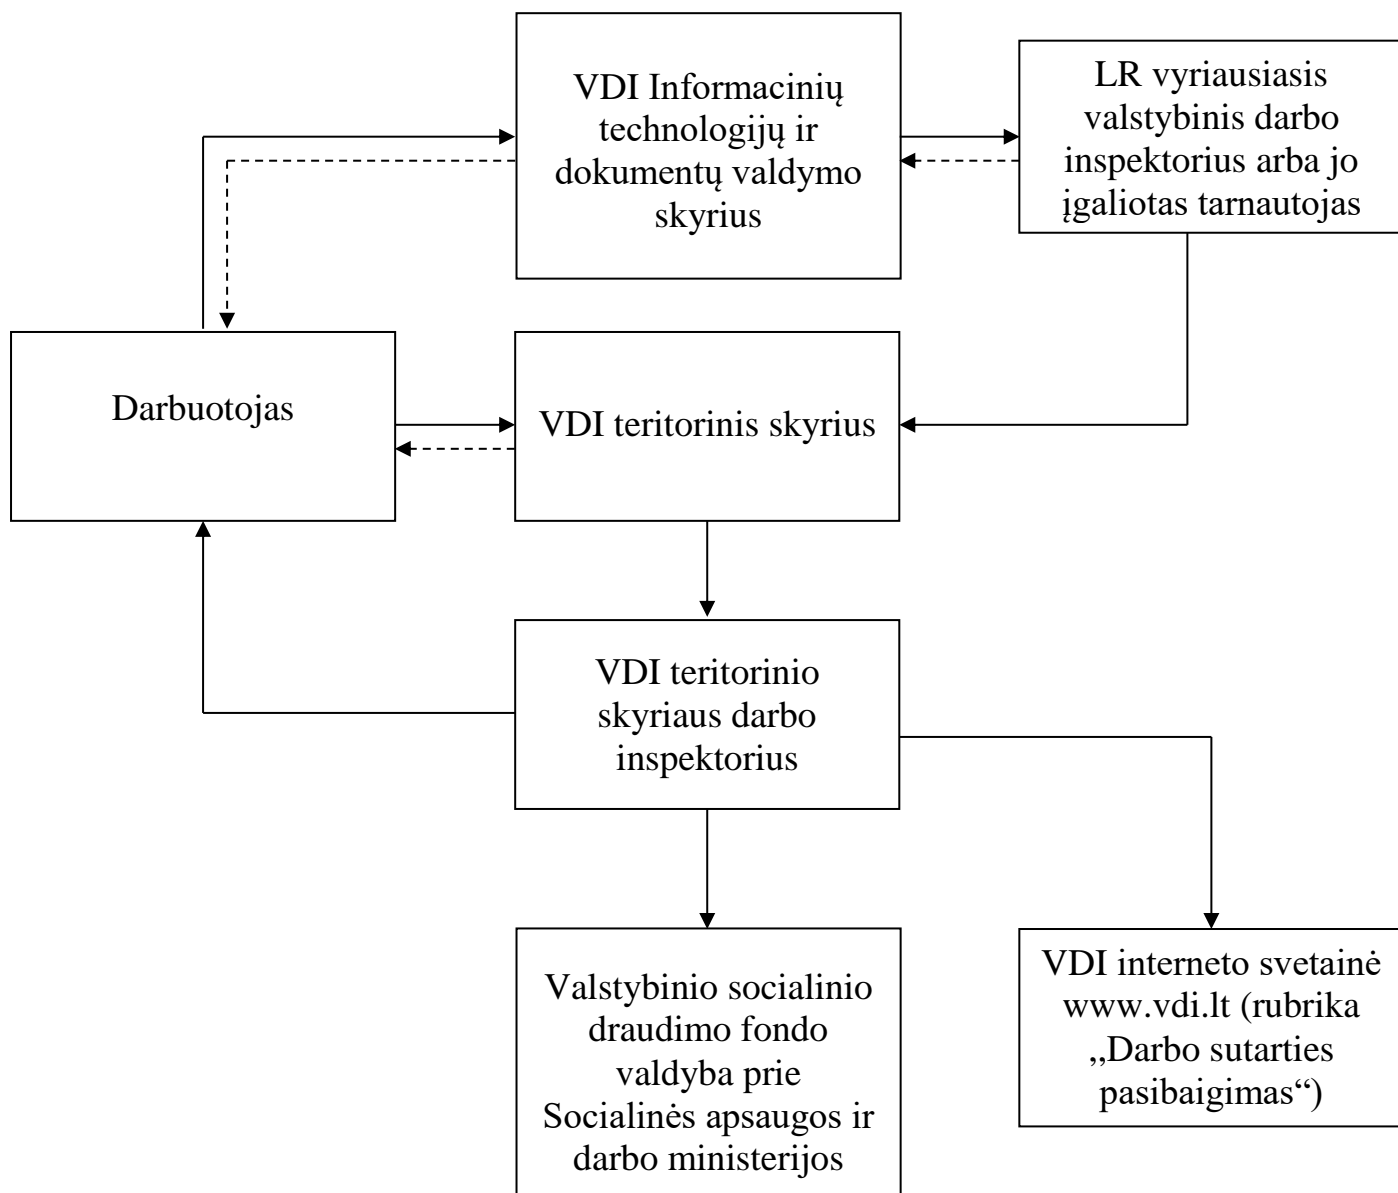 VDI Informacinių
technologijų ir
dokumentų valdymo
skyrius
LR vyriausiasis
valstybinis darbo
inspektorius arba jo
įgaliotas tarnautojas
Darbuotojas
VDI teritorinis skyrius
VDI teritorinio
skyriaus darbo
inspektorius
Valstybinio socialinio
draudimo fondo
valdyba prie
Socialinės apsaugos ir
darbo ministerijos
VDI interneto svetainė
www.vdi.lt (rubrika
„Darbo sutarties
pasibaigimas“)